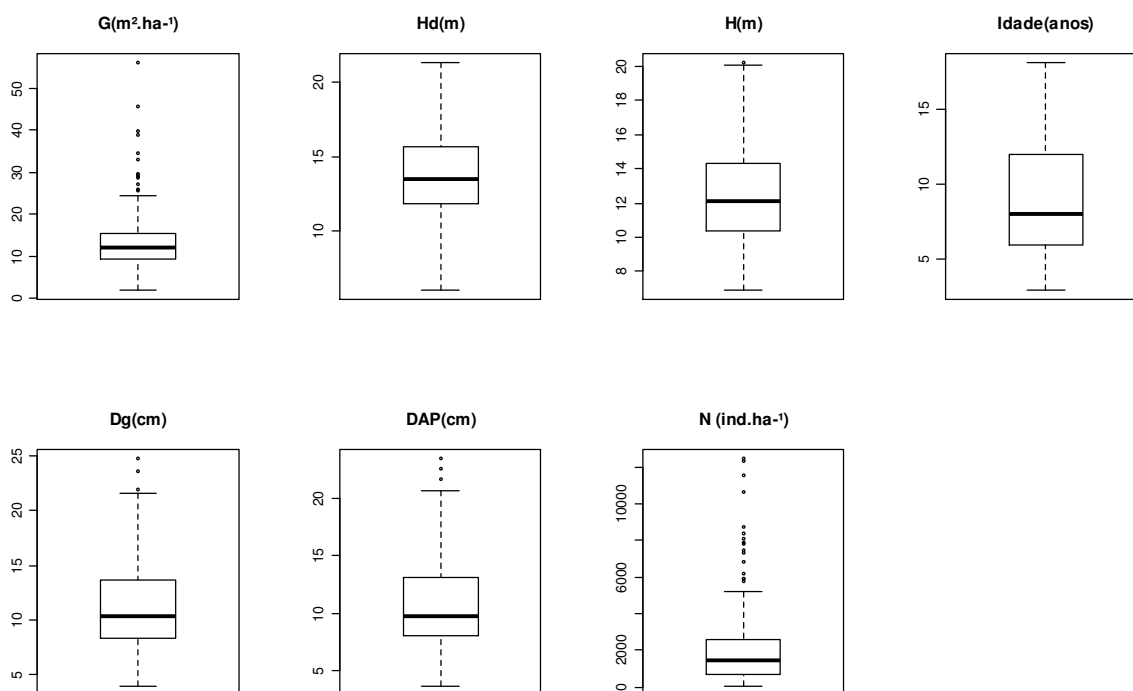 G(m².ha-¹)
Hd(m)
H(m)
Idade(anos)
0 10 20 30 40 50
10 15 20
8 10 12 14 16 18 20
5 10 15
Dg(cm)
DAP(cm)
N (ind.ha-¹)
5 10 15 20 25
5 10 15 20
0 2000 6000 10000